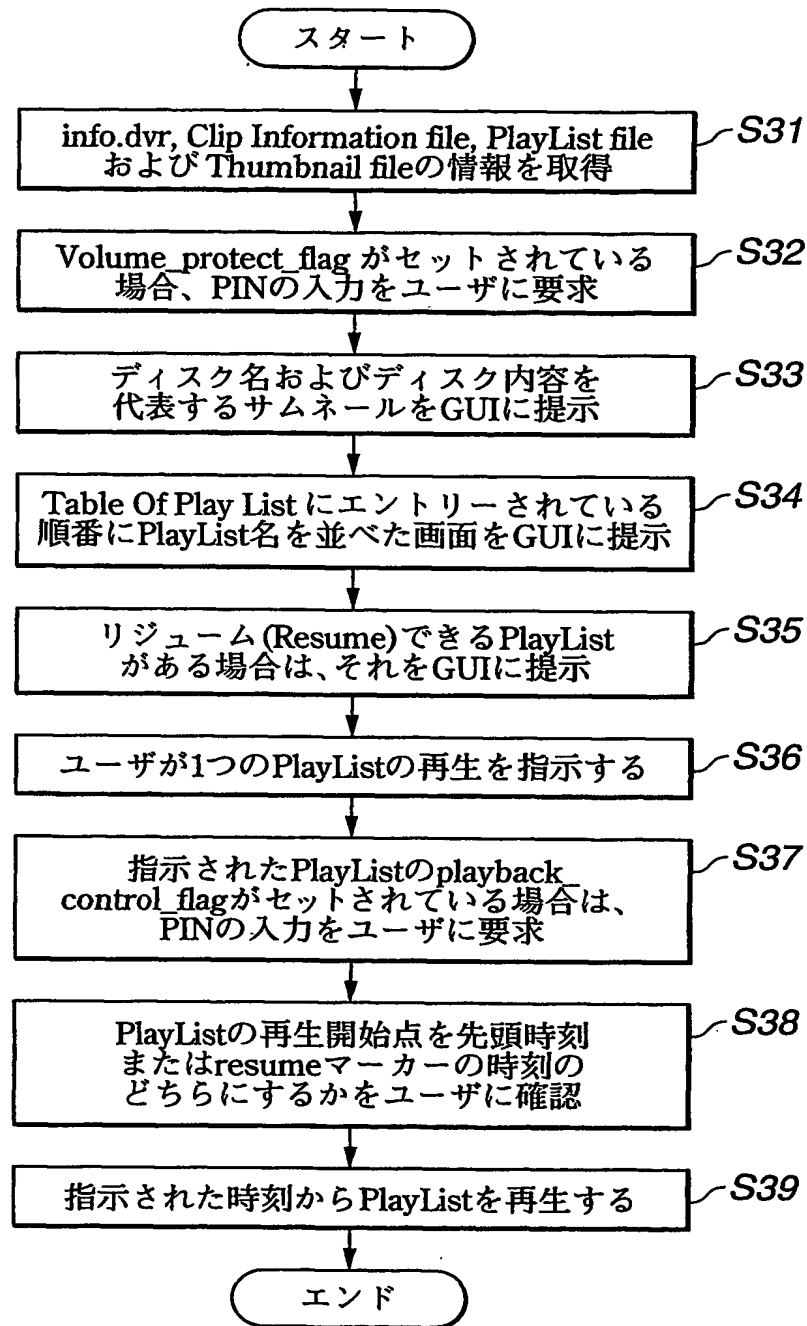 スタート
info.dvr, Clip Information file, PlayList file
および Thumbnail fileの情報を取得
S31
Volume_protect_flag がセットされている
場合、PINの入力をユーザに要求
S32
ディスク名およびディスク内容を
代表するサムネールをGUIに提示
S33
Table Of Play List にエントリーされている
順番にPlayList名を並べた画面をGUIに提示
S34
リジューム(Resume)できるPlayList
がある場合は、それをGUIに提示
S35
ユーザが1つのPlayListの再生を指示する
S36
指示されたPlayListのplayback_
control_flagがセットされている場合は、
PINの入力をユーザに要求
S37
PlayListの再生開始点を先頭時刻
またはresumeマーカーの時刻の
どちらにするかをユーザに確認
S38
指示された時刻からPlayListを再生する
S39
エンド